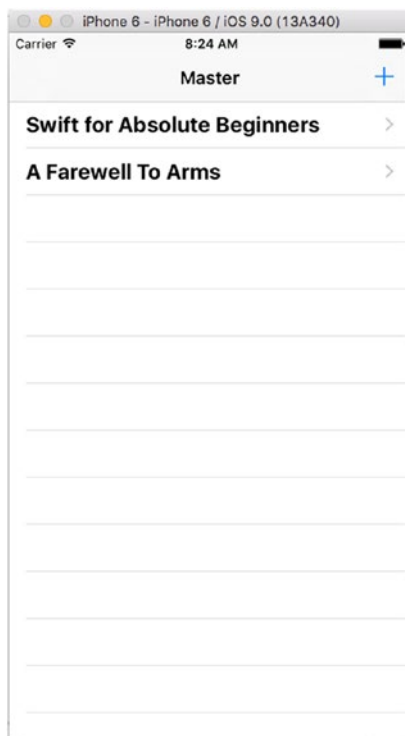 iPhone 6 - iPhone 6 / iOS 9.0 (13A340)
Carrier 8:24 AM
Master +
Swift for Absolute Beginners
A Farewell To Arms